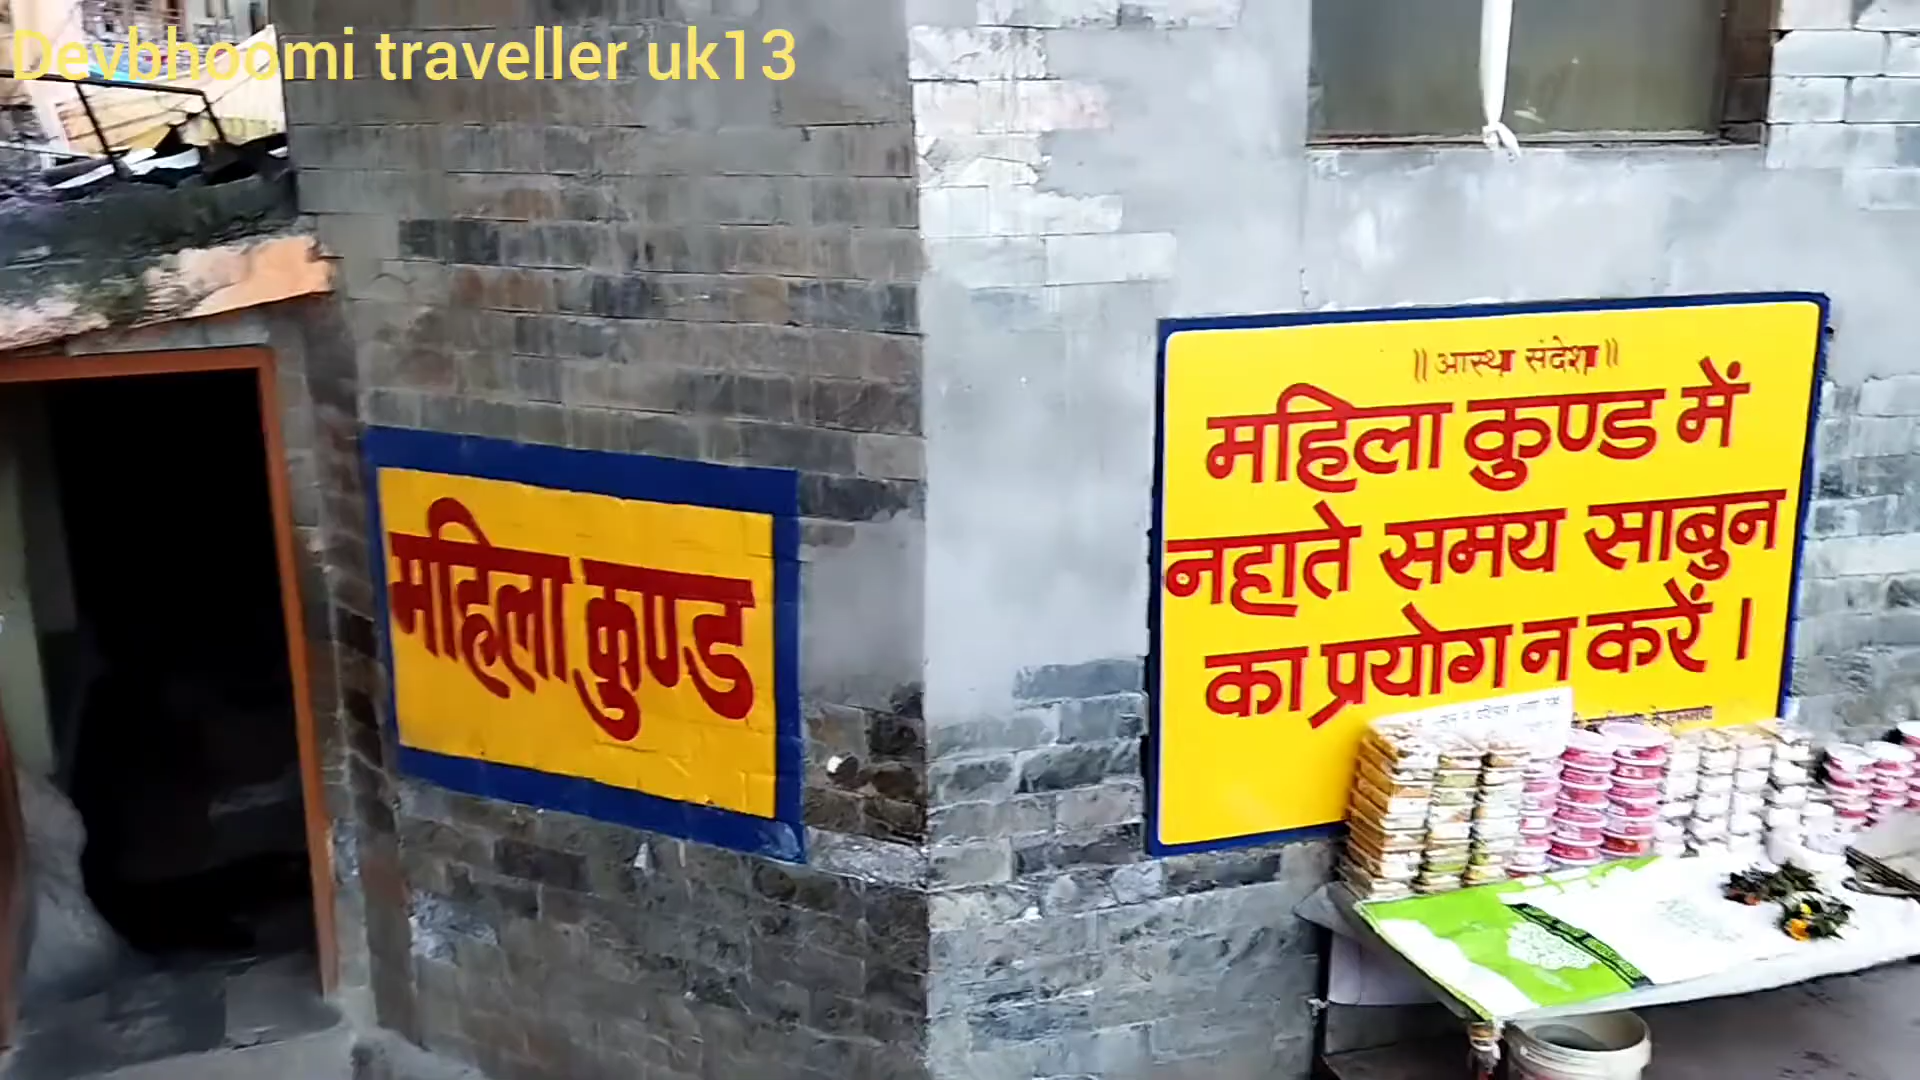 Devbhoomi traveller uk13
महिला कुण्ड
॥ आस्था संदेश ॥
महिला कुण्ड में
नहाते समय साबुन
का प्रयोग न करें ।